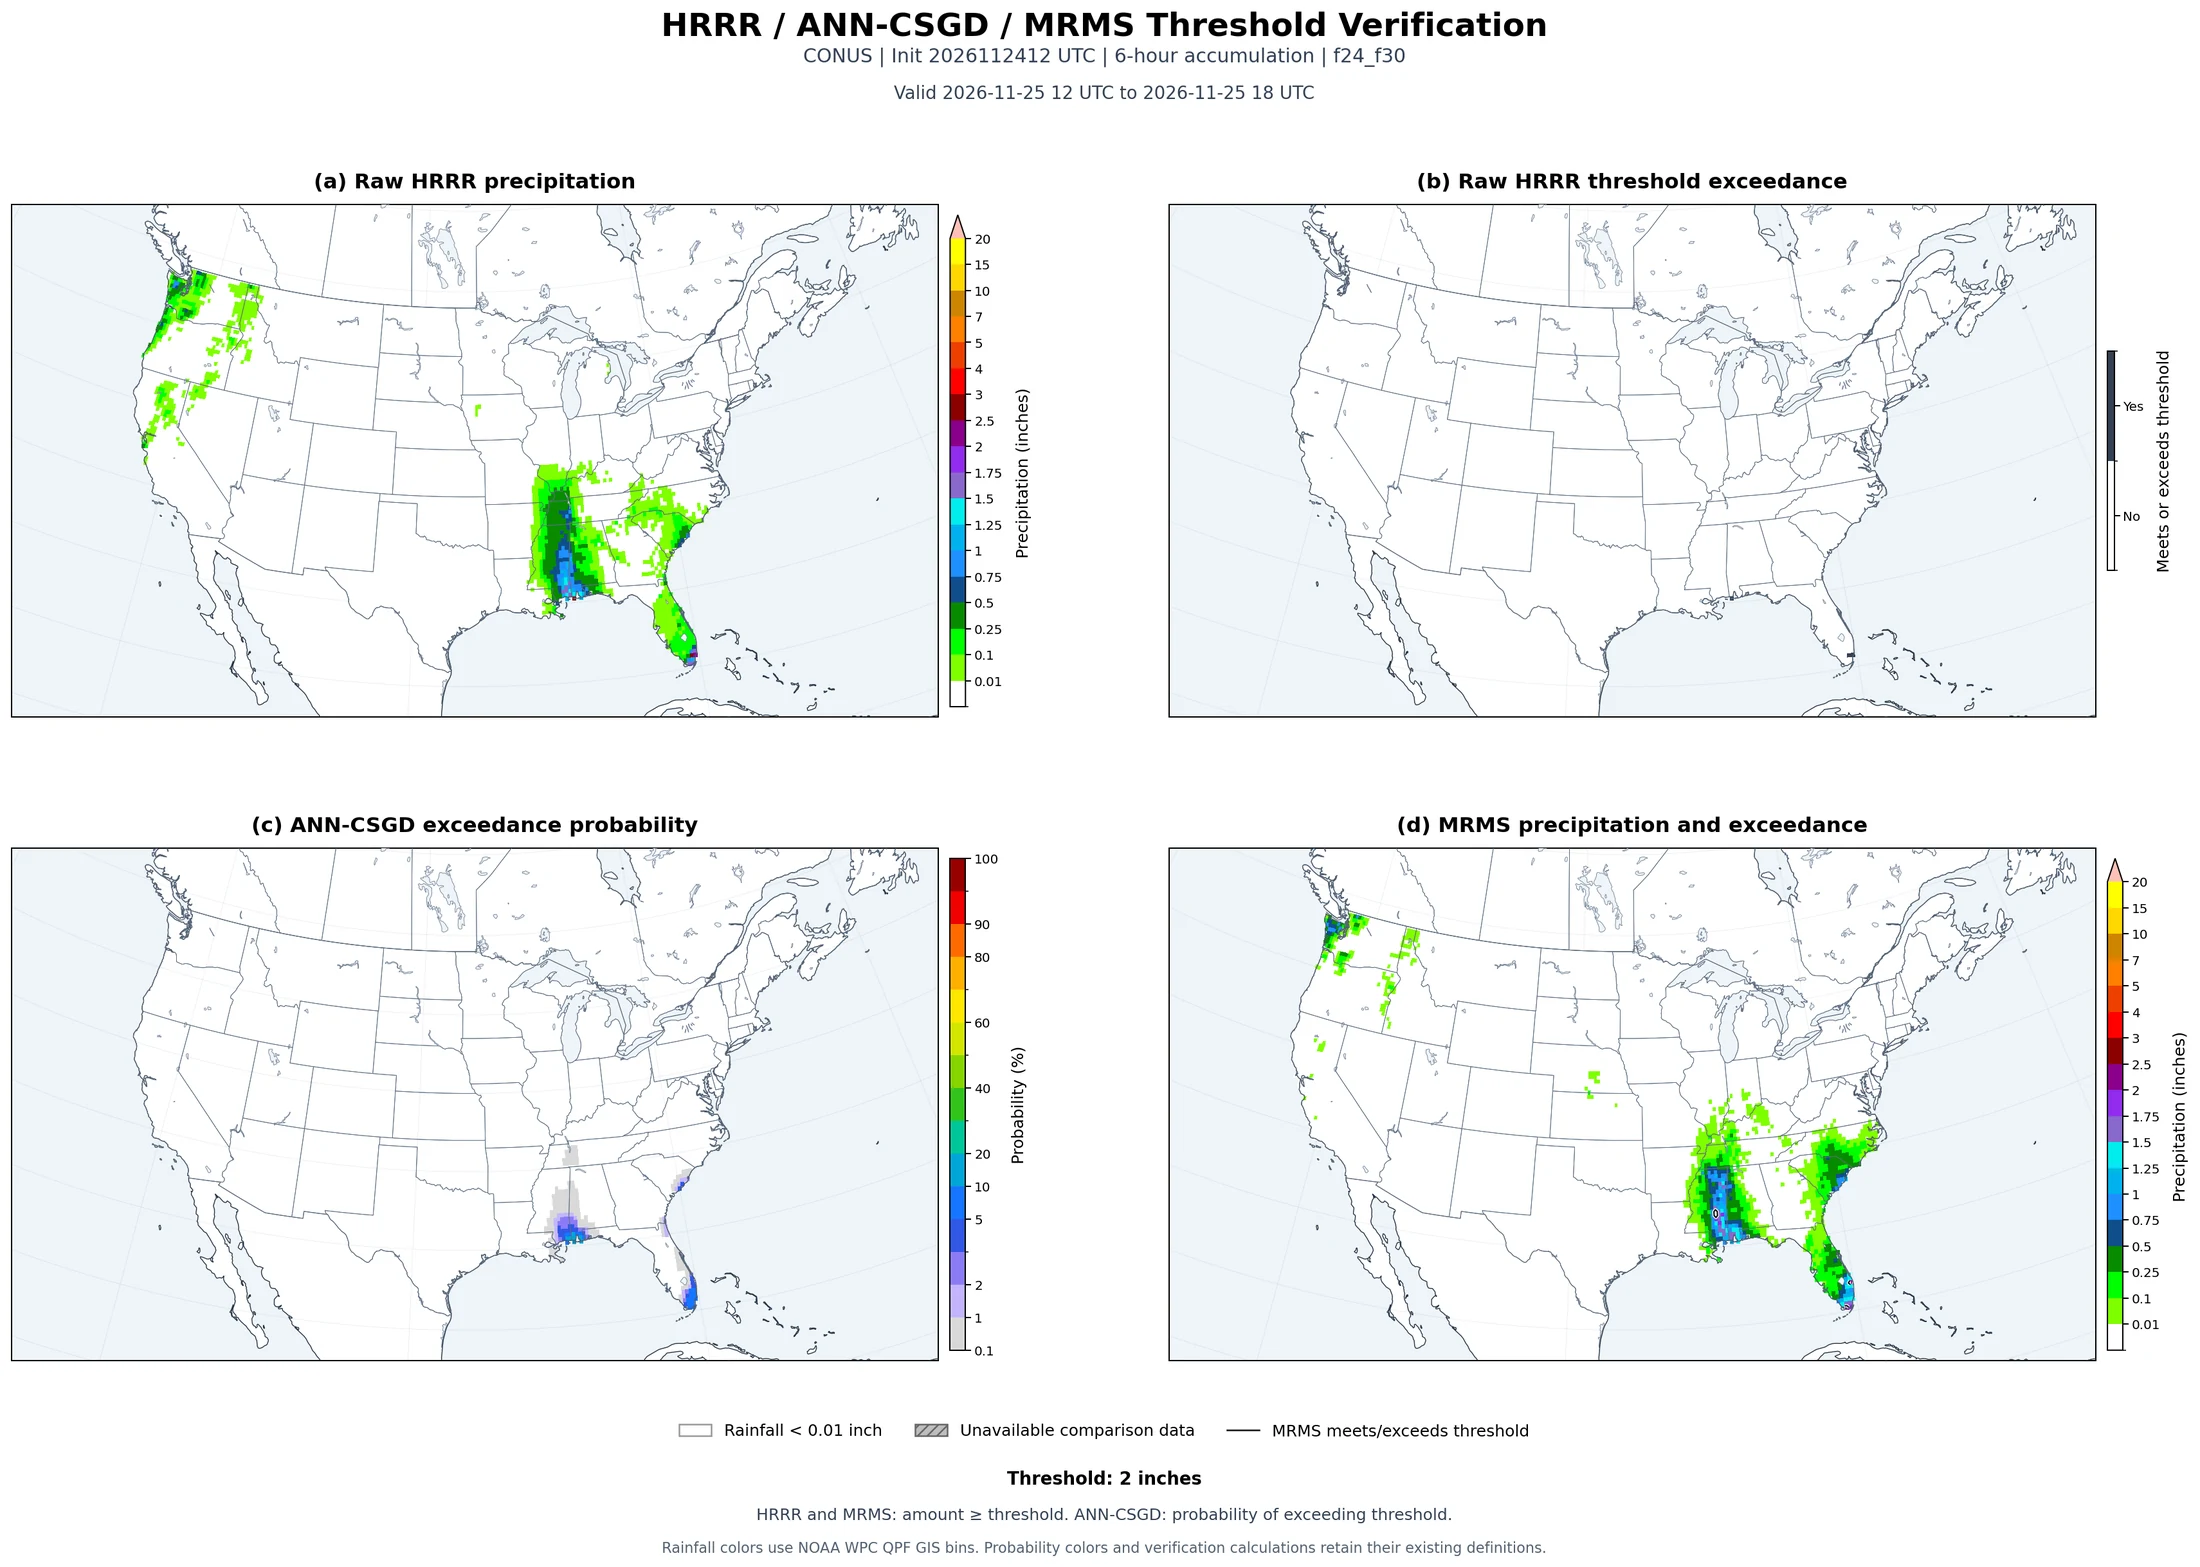 HRRR / ANN-CSGD / MRMS Threshold Verification
CONUS | Init 2026112412 UTC | 6-hour accumulation | f24_f30
Valid 2026-11-25 12 UTC to 2026-11-25 18 UTC
(a) Raw HRRR precipitation
20
15
10
7
5
4
3
2.5
2
1.75
1.5
1.25
1
0.75
0.5
0.25
0.1
0.01
Precipitation (inches)
(b) Raw HRRR threshold exceedance
Yes
No
Meets or exceeds threshold
(c) ANN-CSGD exceedance probability
100
90
80
60
40
20
10
5
2
1
0.1
Probability (%)
(d) MRMS precipitation and exceedance
20
15
10
7
5
4
3
2.5
2
1.75
1.5
1.25
1
0.75
0.5
0.25
0.1
0.01
Precipitation (inches)
Rainfall < 0.01 inch
Unavailable comparison data
MRMS meets/exceeds threshold
Threshold: 2 inches
HRRR and MRMS: amount ≥ threshold. ANN-CSGD: probability of exceeding threshold.
Rainfall colors use NOAA WPC QPF GIS bins. Probability colors and verification calculations retain their existing definitions.